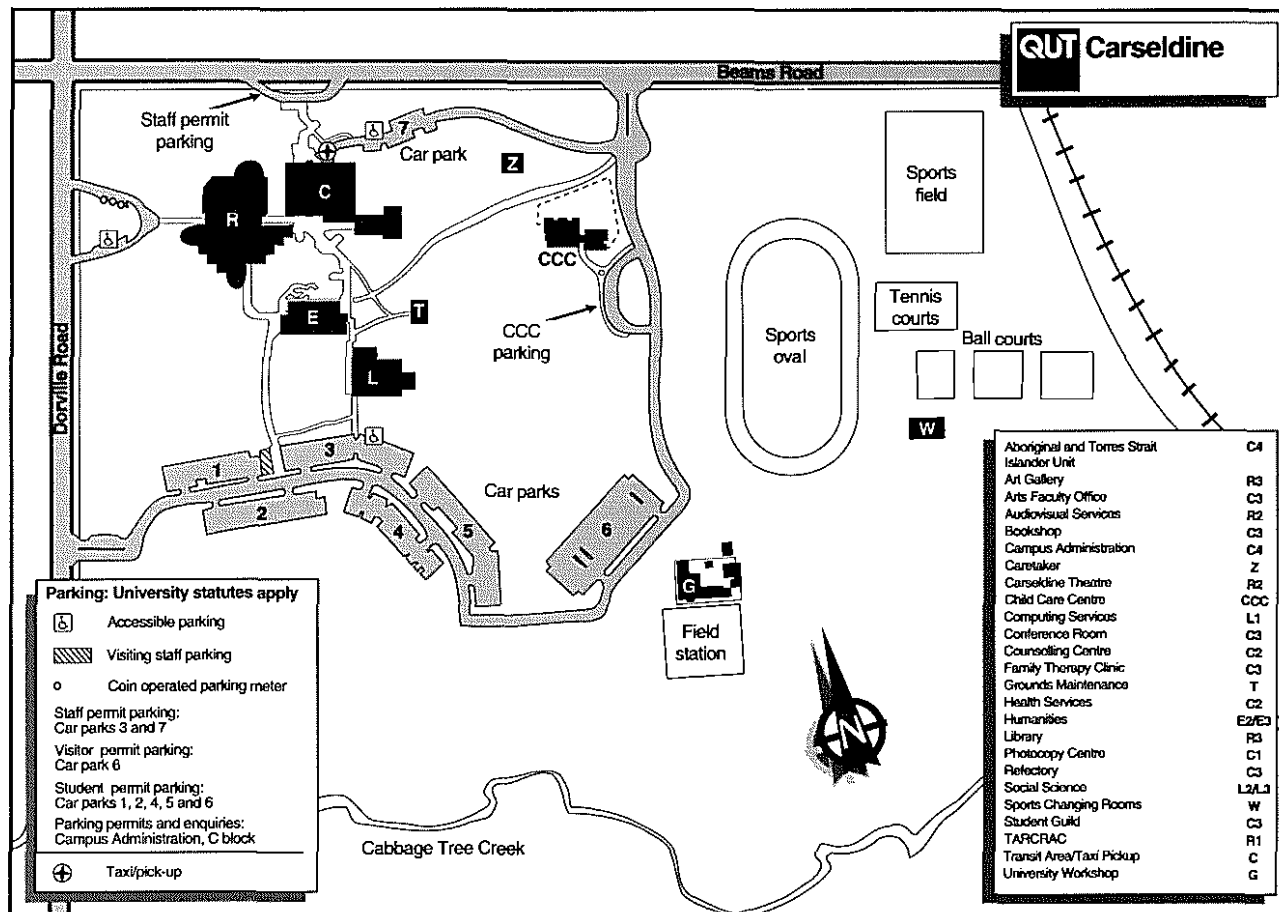 QUT Carseldine
Beams Road
Staff permit
parking
7
Car park
Z
C
R
Sports
field
CCC
Tennis
courts
E
T
CCC
parking
Sports
oval
Ball courts
Dorville Road
L
W
1
3
2
Car parks
4
5
6
G
Field
station
N
Cabbage Tree Creek
Parking: University statutes apply
Accessible parking
Visiting staff parking
Coin operated parking meter
Staff permit parking:
Car parks 3 and 7
Visitor permit parking:
Car park 6
Student permit parking:
Car parks 1, 2, 4, 5 and 6
Parking permits and enquiries:
Campus Administration, C block
Taxi/pick-up
Aboriginal and Torres Strait C4
Islander Unit
Art Gallery R3
Arts Faculty Office C3
Audiovisual Services R2
Bookshop C3
Campus Administration C4
Caretaker Z
Carseldine Theatre R2
Child Care Centre CCC
Computing Services L1
Conference Room C3
Counselling Centre C2
Family Therapy Clinic C3
Grounds Maintenance T
Health Services C2
Humanities E2/E3
Library R3
Photocopy Centre C1
Refectory C3
Social Science L2/L3
Sports Changing Rooms W
Student Guild C3
TARCRAC R1
Transit Area/Taxi Pickup C
University Workshop G